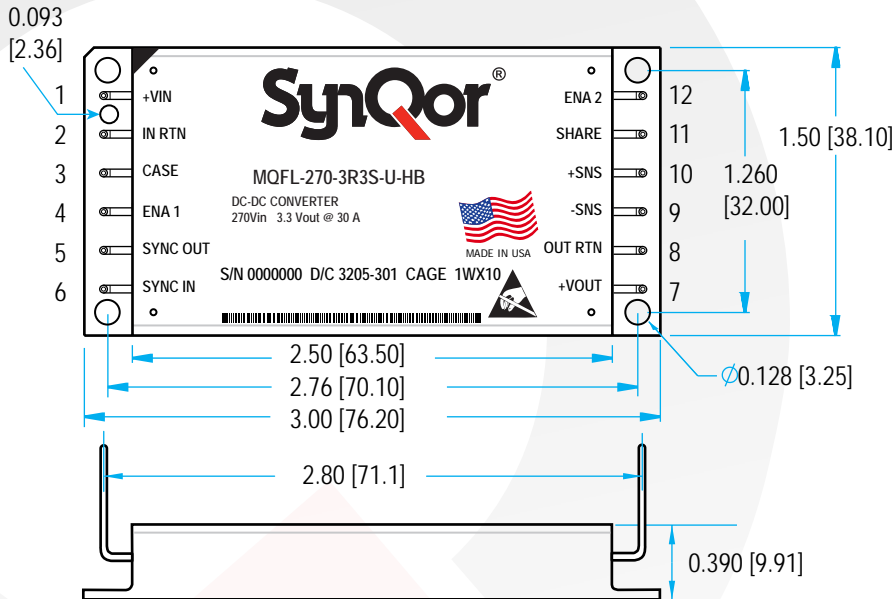 0.093
[2.36]
SynQor®
1
+VIN
ENA 2
12
2
IN RTN
SHARE
11
1.50 [38.10]
3
CASE
MQFL-270-3R3S-U-HB
+SNS
10
1.260
[32.00]
4
ENA 1
DC-DC CONVERTER
270Vin 3.3 Vout @ 30 A
-SNS
9
5
SYNC OUT
MADE IN USA
OUT RTN
8
6
SYNC IN
S/N 0000000 D/C 3205-301 CAGE 1WX10
+VOUT
7
2.50 [63.50]
∅0.128 [3.25]
2.76 [70.10]
3.00 [76.20]
2.80 [71.1]
0.390 [9.91]